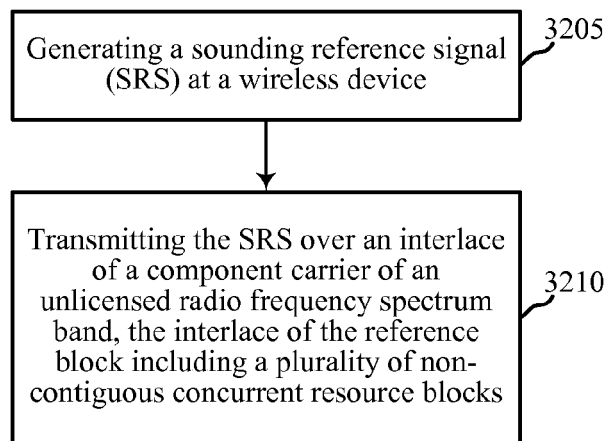 Generating a sounding reference signal
(SRS) at a wireless device
3205
Transmitting the SRS over an interlace
of a component carrier of an
unlicensed radio frequency spectrum
band, the interlace of the reference
block including a plurality of non-
contiguous concurrent resource blocks
3210